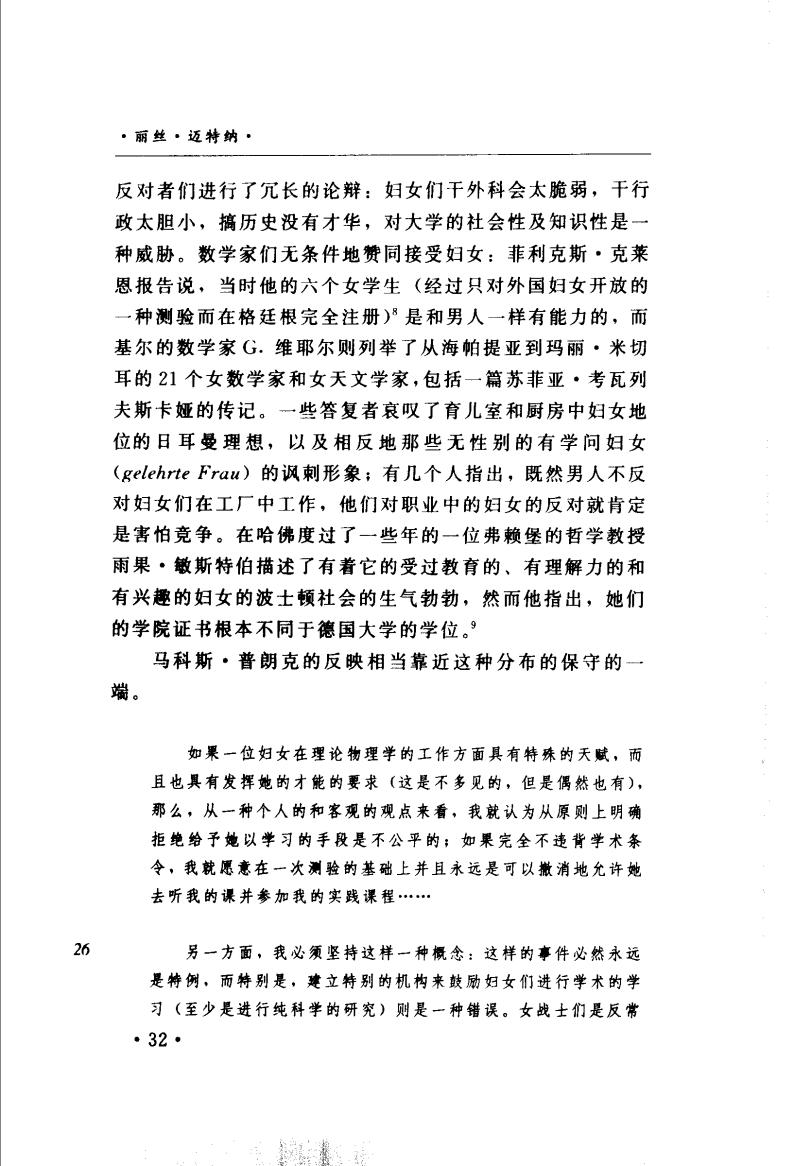 ·丽丝·迈特纳·
反对者们进行了冗长的论辩：妇女们干外科会太脆弱，干行
政太胆小，搞历史没有才华，对大学的社会性及知识性是一
种威胁。数学家们无条件地赞同接受妇女：菲利克斯·克莱
恩报告说，当时他的六个女学生（经过只对外国妇女开放的
一种测验而在格廷根完全注册）⁸ 是和男人一样有能力的，而
基尔的数学家 G. 维耶尔则列举了从海帕提亚到玛丽·米切
耳的 21 个女数学家和女天文学家，包括一篇苏菲亚·考瓦列
夫斯卡娅的传记。一些答复者哀叹了育儿室和厨房中妇女地
位的日耳曼理想，以及相反地那些无性别的有学问妇女
（gelehrte Frau）的讽刺形象；有几个人指出，既然男人不反
对妇女们在工厂中工作，他们对职业中的妇女的反对就肯定
是害怕竞争。在哈佛度过了一些年的一位弗赖堡的哲学教授
雨果·敏斯特伯描述了有着它的受过教育的、有理解力的和
有兴趣的妇女的波士顿社会的生气勃勃，然而他指出，她们
的学院证书根本不同于德国大学的学位。⁹
马科斯·普朗克的反映相当靠近这种分布的保守的一
端。
如果一位妇女在理论物理学的工作方面具有特殊的天赋，而
且也具有发挥她的才能的要求（这是不多见的，但是偶然也有），
那么，从一种个人的和客观的观点来看，我就认为从原则上明确
拒绝给予她以学习的手段是不公平的；如果完全不违背学术条
令，我就愿意在一次测验的基础上并且永远是可以撤消地允许她
去听我的课并参加我的实践课程……
26
另一方面，我必须坚持这样一种概念：这样的事件必然永远
是特例，而特别是，建立特别的机构来鼓励妇女们进行学术的学
习（至少是进行纯科学的研究）则是一种错误。女战士们是反常
·32·